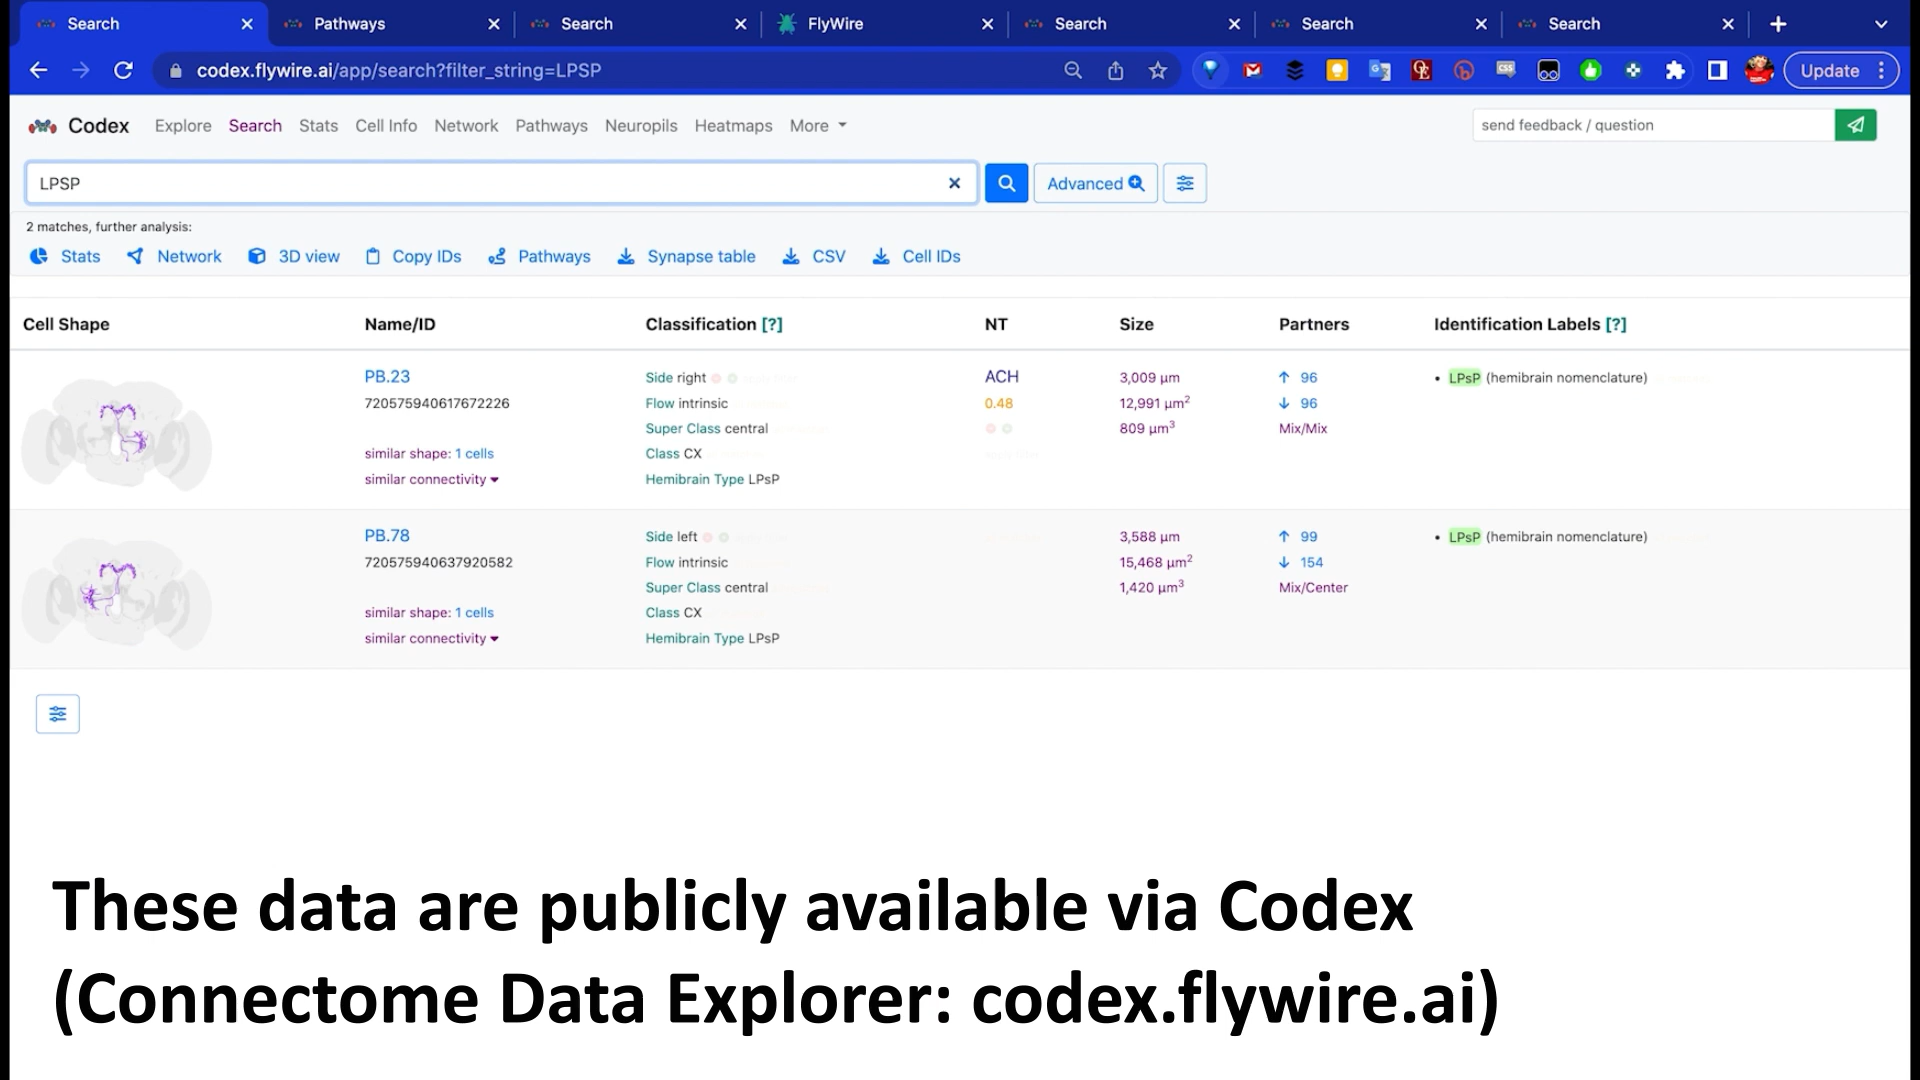 Search
Pathways
Search
FlyWire
Search
Search
Search
codex.flywire.ai/app/search?filter_string=LPSP
Update
Codex Explore Search Stats Cell Info Network Pathways Neuropils Heatmaps More
send feedback / question
LPSP
Advanced
2 matches, further analysis:
Stats Network 3D view Copy IDs Pathways Synapse table CSV Cell IDs
Cell Shape Name/ID Classification [?] NT Size Partners Identification Labels [?]
PB.23
720575940617672226
similar shape: 1 cells
similar connectivity
Side right
Flow intrinsic
Super Class central
Class CX
Hemibrain Type LPsP
ACH
0.48
3,009 µm
12,991 µm²
809 µm³
↑ 96
↓ 96
Mix/Mix
• LPsP (hemibrain nomenclature)
PB.78
720575940637920582
similar shape: 1 cells
similar connectivity
Side left
Flow intrinsic
Super Class central
Class CX
Hemibrain Type LPsP
3,588 µm
15,468 µm²
1,420 µm³
↑ 99
↓ 154
Mix/Center
• LPsP (hemibrain nomenclature)
These data are publicly available via Codex
(Connectome Data Explorer: codex.flywire.ai)